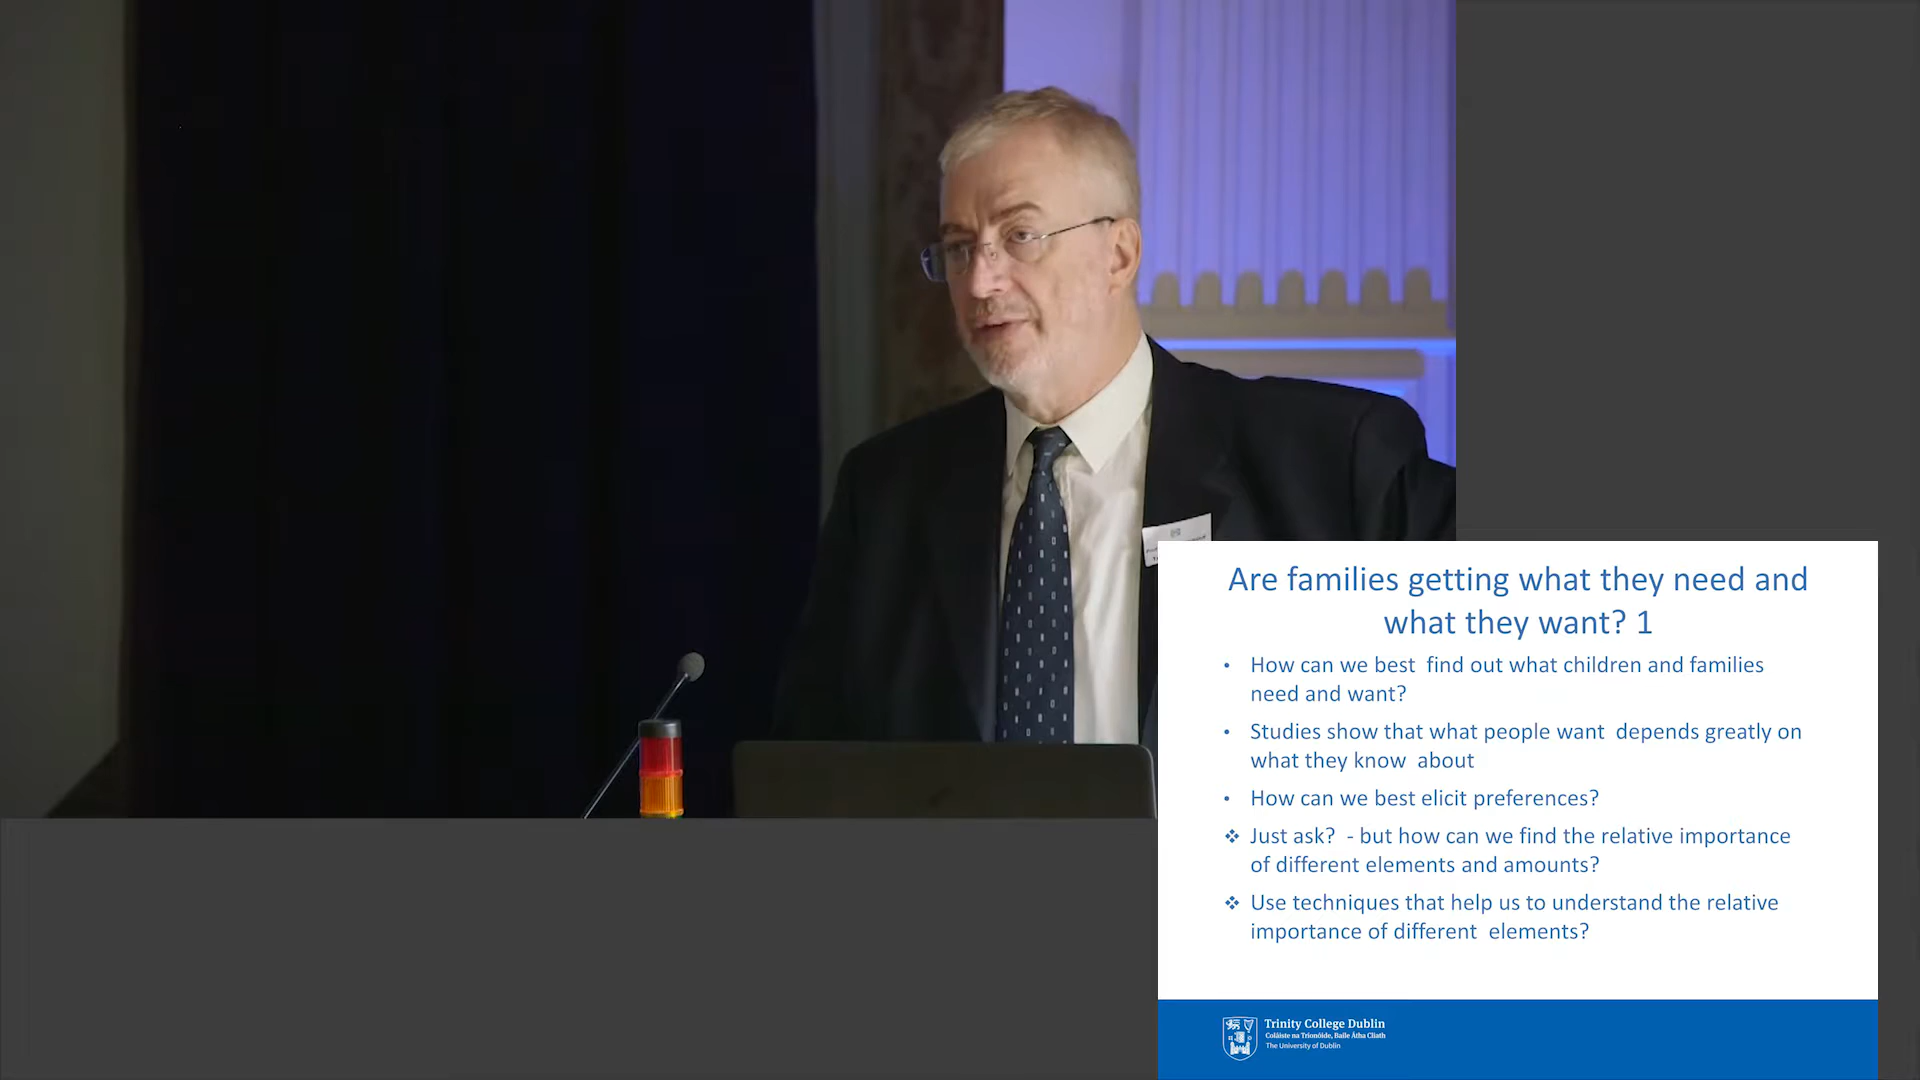 Are families getting what they need and
what they want? 1
• How can we best find out what children and families
need and want?
• Studies show that what people want depends greatly on
what they know about
• How can we best elicit preferences?
❖ Just ask? - but how can we find the relative importance
of different elements and amounts?
❖ Use techniques that help us to understand the relative
importance of different elements?
Trinity College Dublin
Coláiste na Tríonóide, Baile Átha Cliath
The University of Dublin